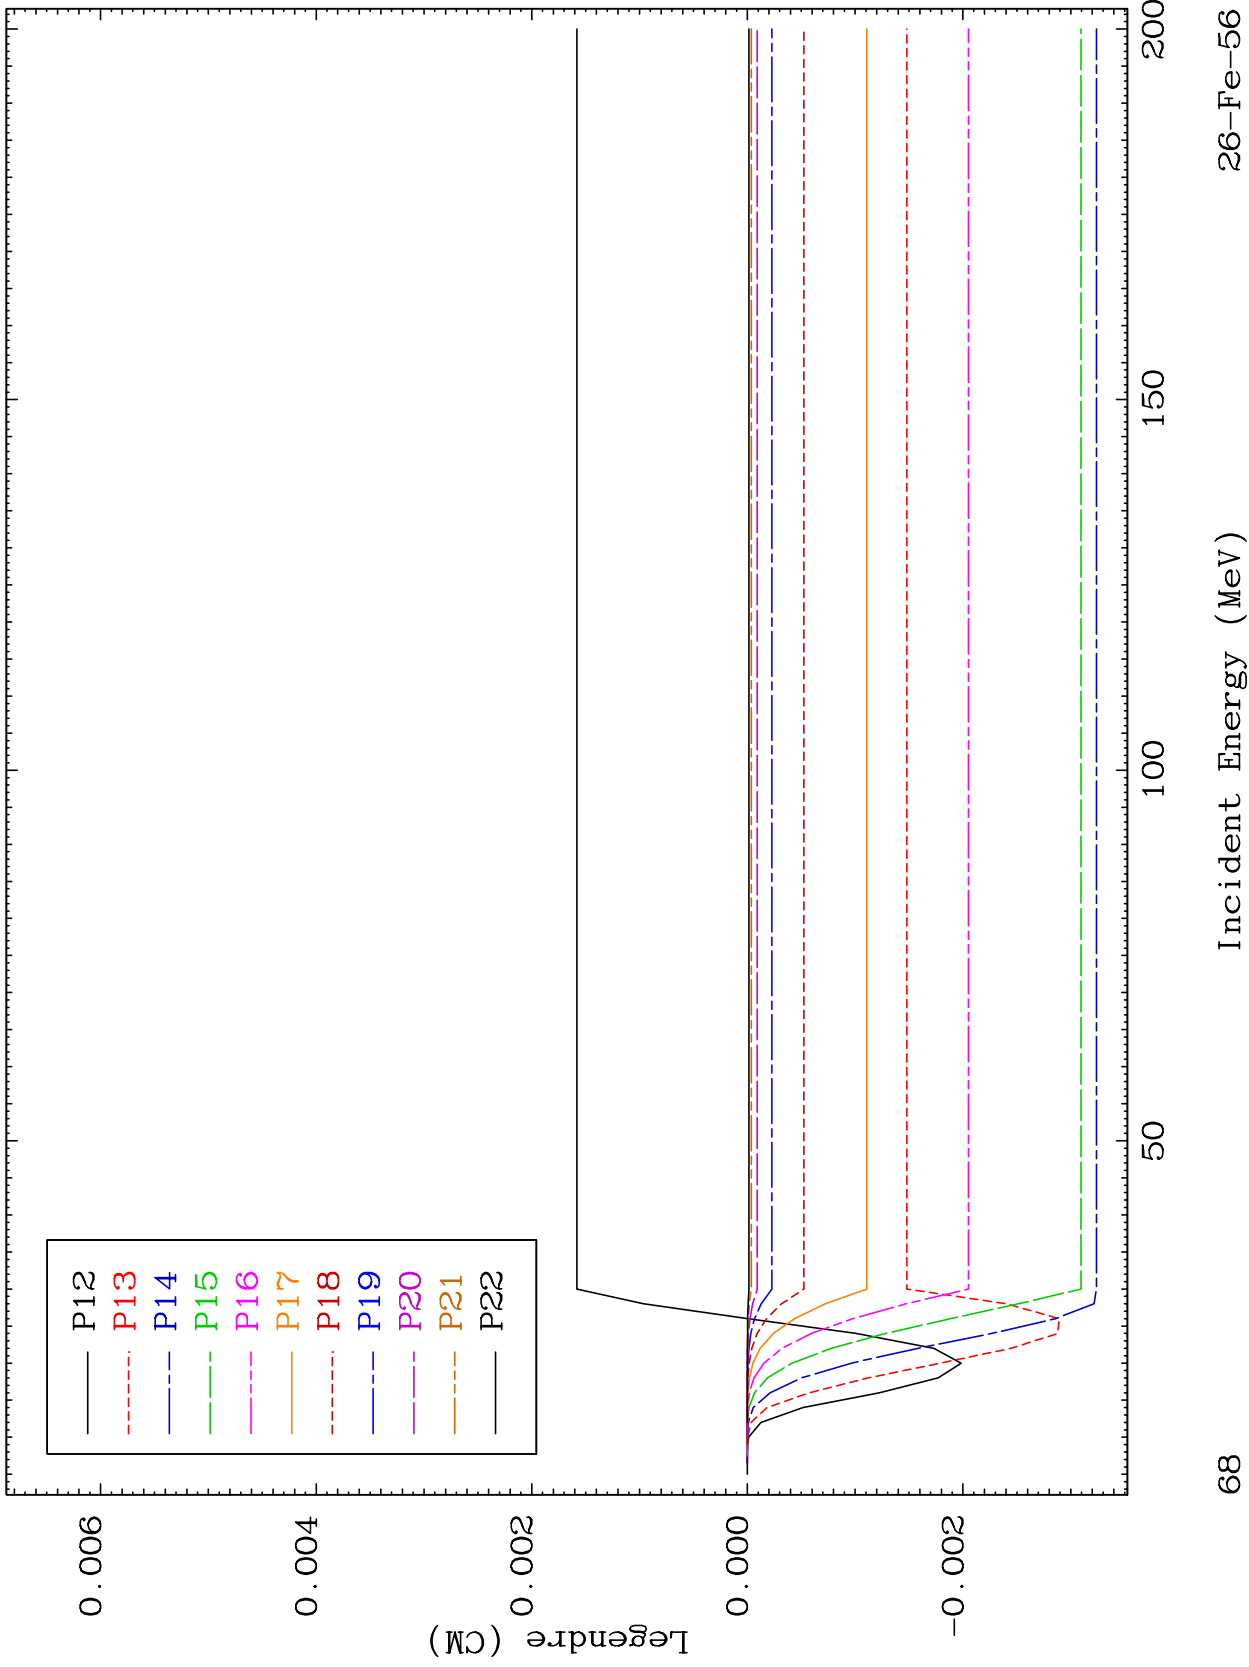 0.006
0.004
0.002
0.000
-0.002
Legendre (CM)
P12
P13
P14
P15
P16
P17
P18
P19
P20
P21
P22
50
100
150
200
68
Incident Energy (MeV)
26-Fe-56